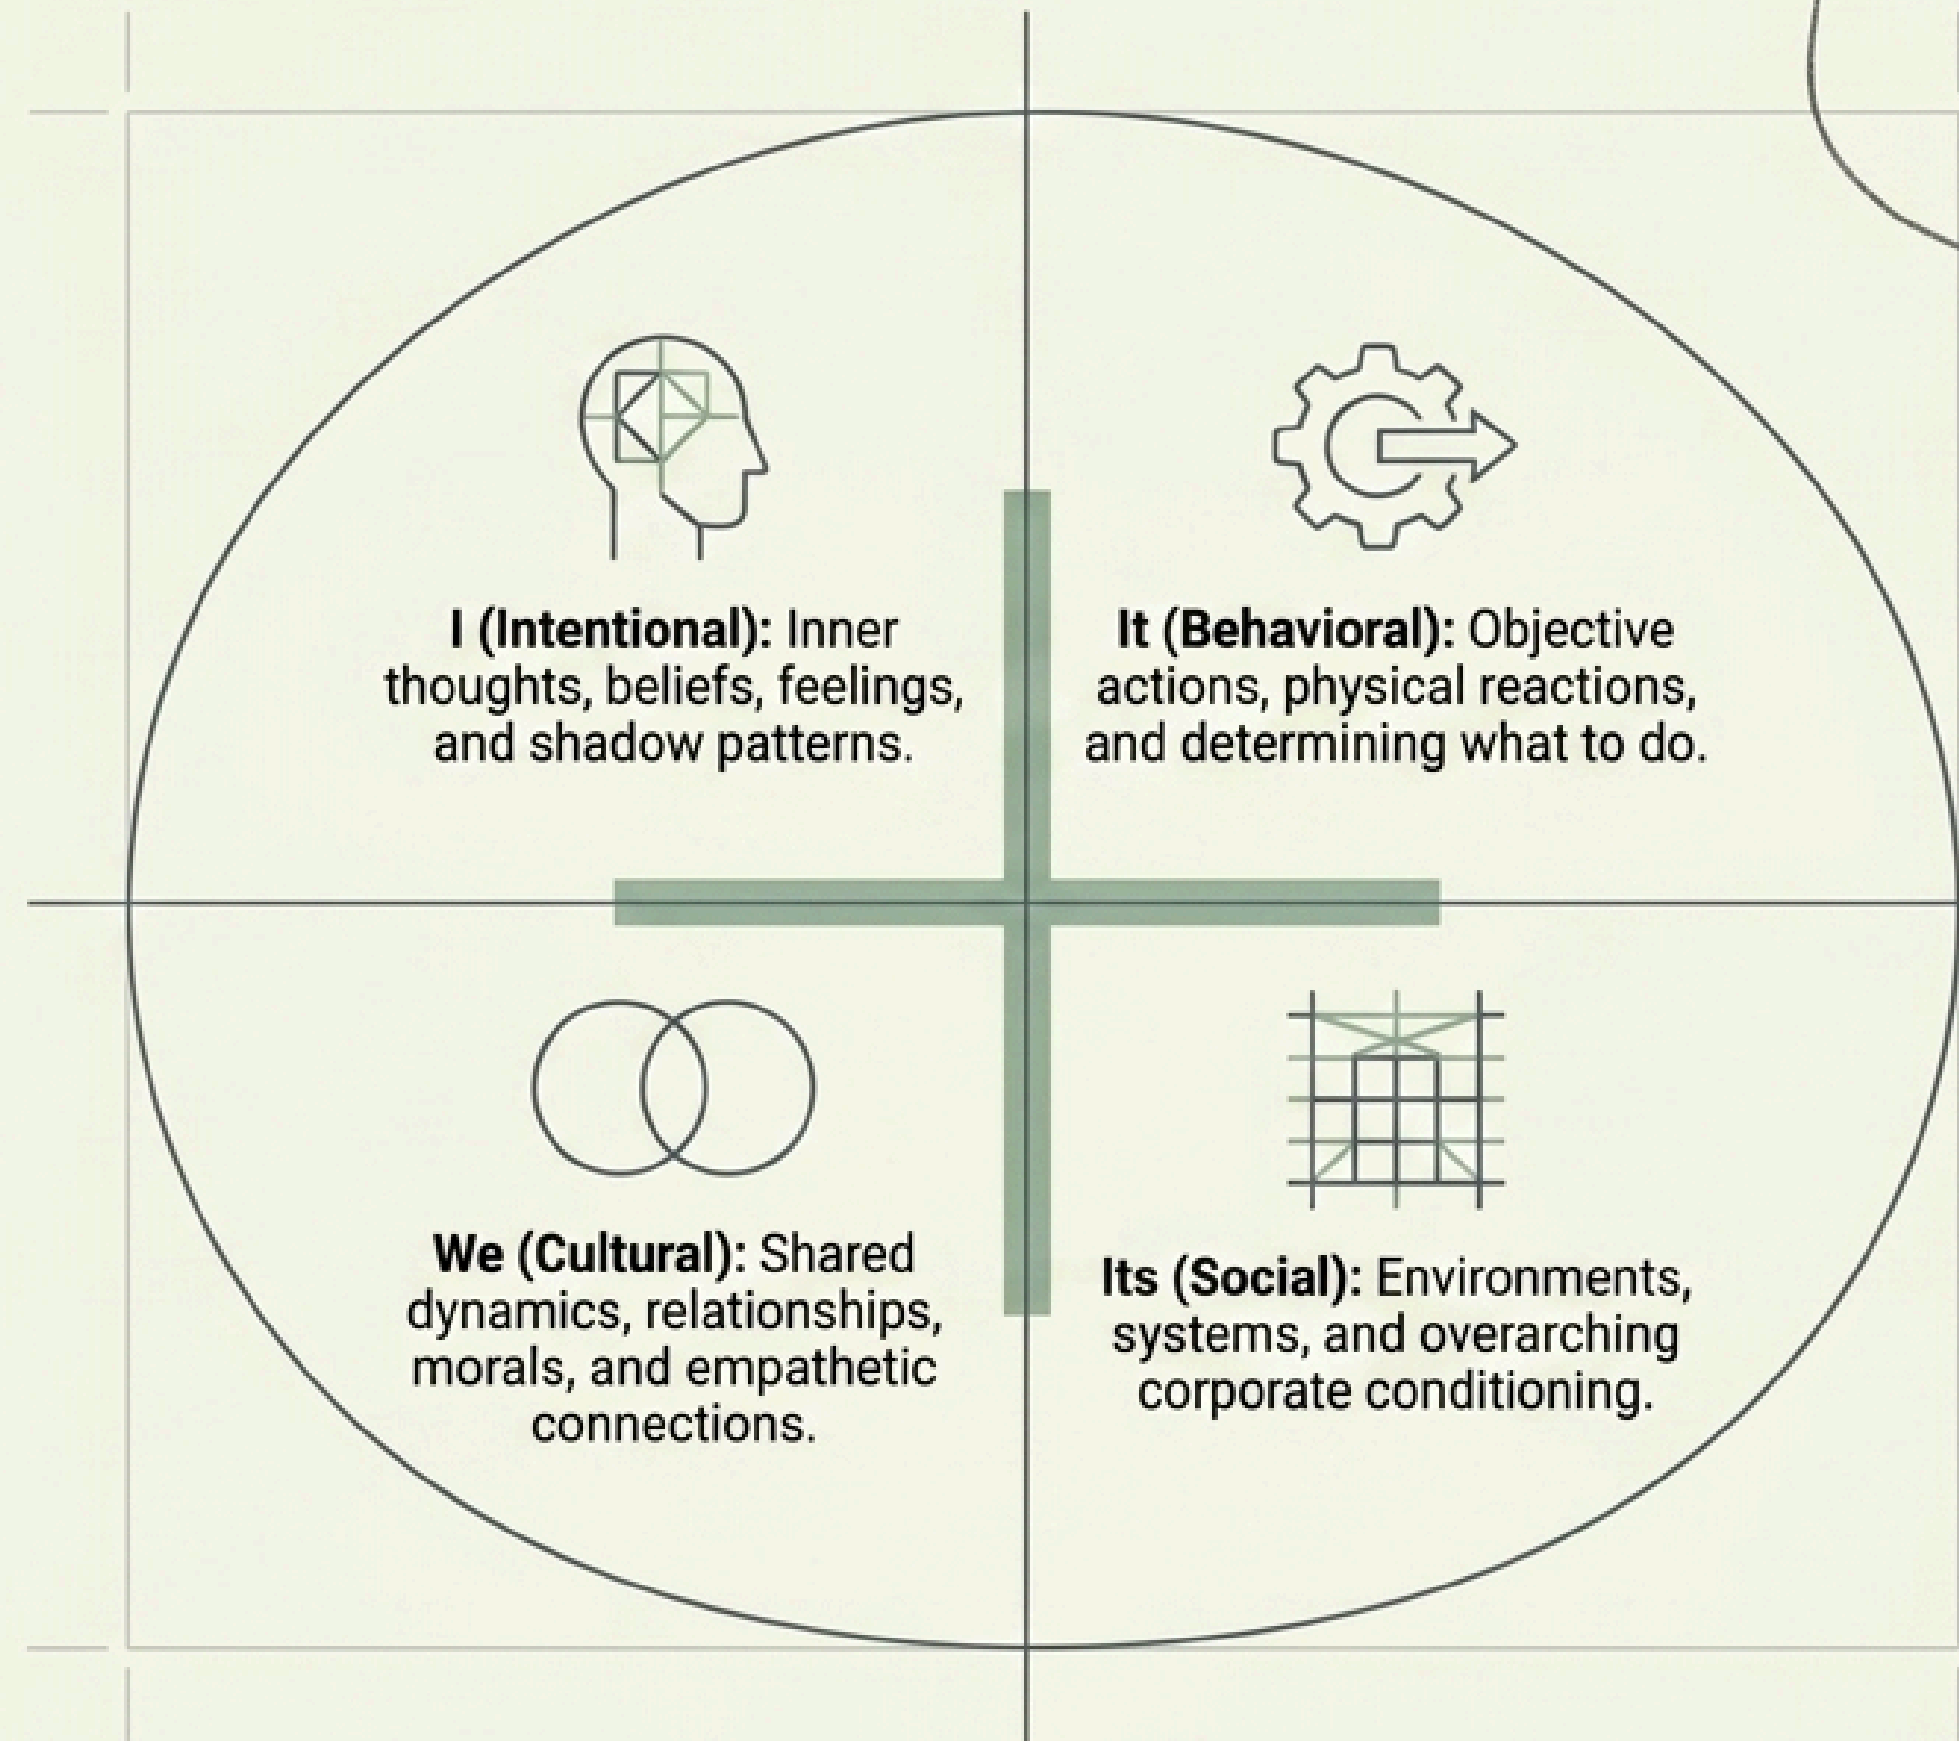 I (Intentional): Inner
thoughts, beliefs, feelings,
and shadow patterns.
It (Behavioral): Objective
actions, physical reactions,
and determining what to do.
We (Cultural): Shared
dynamics, relationships,
morals, and empathetic
connections.
Its (Social): Environments,
systems, and overarching
corporate conditioning.